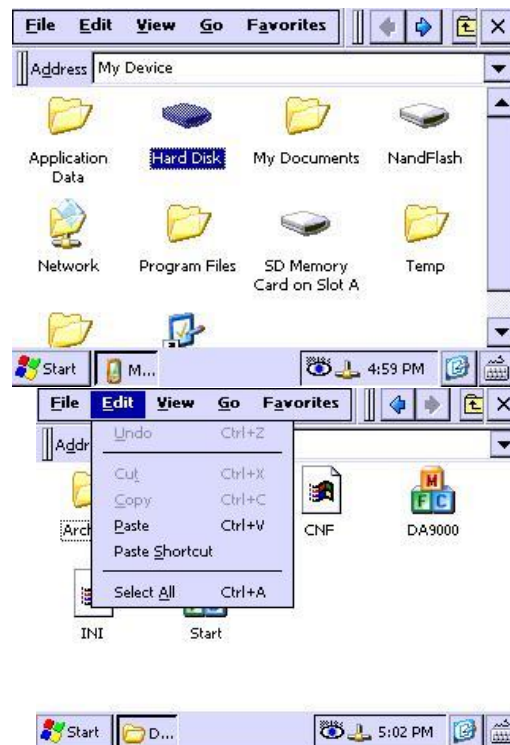 File Edit View Go Favorites
Address My Device
Application Data
Hard Disk
My Documents
NandFlash
Network
Program Files
SD Memory Card on Slot A
Temp
Start M... 4:59 PM
File Edit View Go Favorites
Addr
Undo Ctrl+Z
Cut Ctrl+X
Copy Ctrl+C
Paste Ctrl+V
Paste Shortcut
Select All Ctrl+A
Arch
CNF
M F C
DA9000
INI
Start
Start D... 5:02 PM